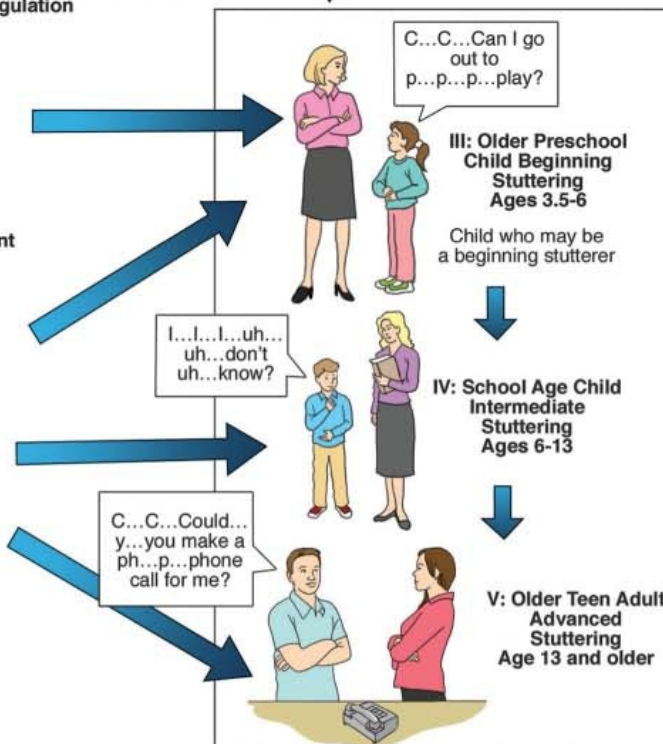 gulation
C...C...Can I go
out to
p...p...p...play?
III: Older Preschool
Child Beginning
Stuttering
Ages 3.5-6
Child who may be
a beginning stutterer
nt
I...I...I...uh...
uh...don't
uh...know?
IV: School Age Child
Intermediate
Stuttering
Ages 6-13
C...C...Could...
y...you make a
ph...p...phone
call for me?
V: Older Teen Adult
Advanced
Stuttering
Age 13 and older